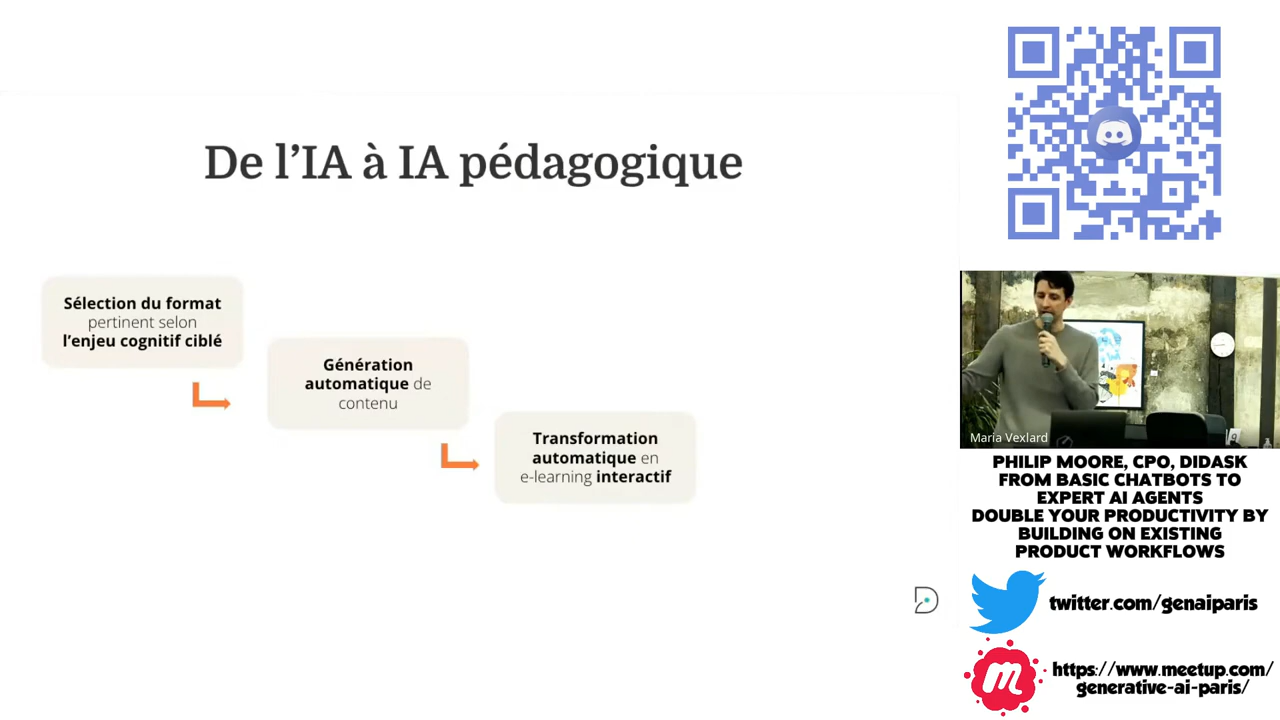 De l’IA à IA pédagogique
Sélection du format
pertinent selon
l’enjeu cognitif ciblé
Génération
automatique de
contenu
Transformation
automatique en
e-learning interactif
Maria Vexlard
PHILIP MOORE, CPO, DIDASK
FROM BASIC CHATBOTS TO
EXPERT AI AGENTS
DOUBLE YOUR PRODUCTIVITY BY
BUILDING ON EXISTING
PRODUCT WORKFLOWS
twitter.com/genaiparis
https://www.meetup.com/
generative-ai-paris/